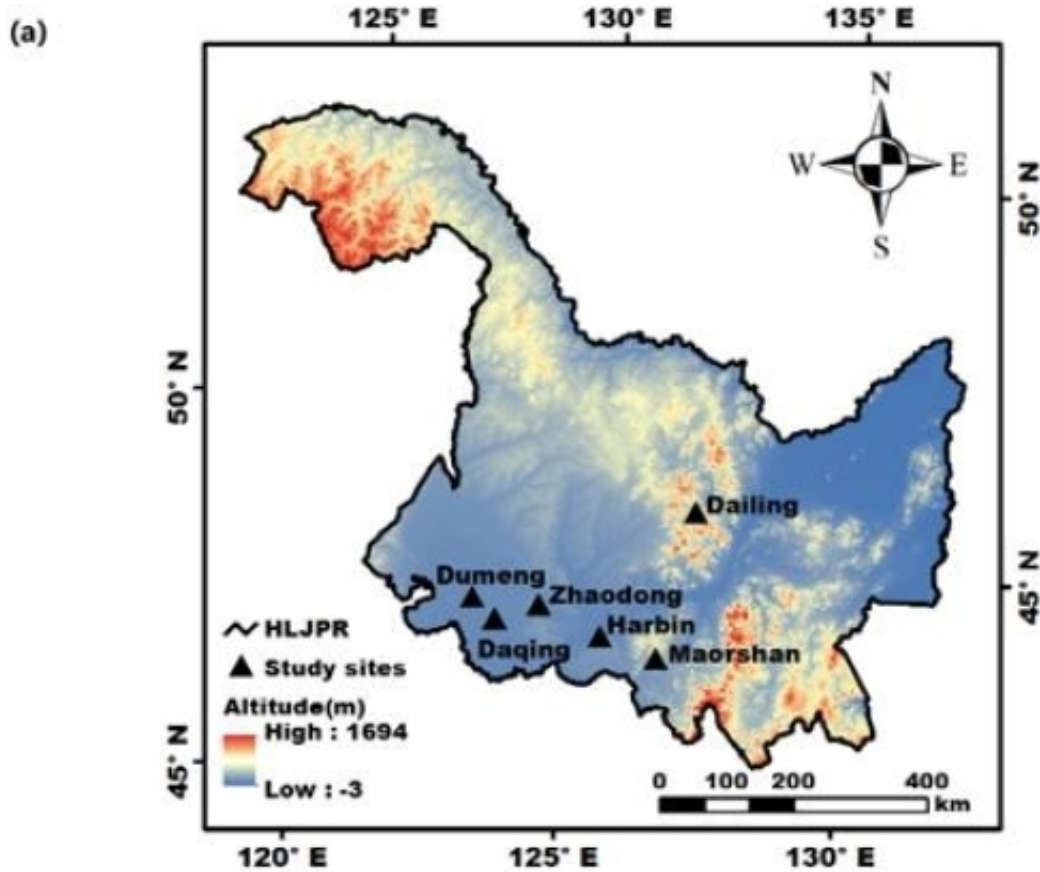 (a)
125° E 130° E 135° E
N
W E
S
50° N
50° N
Dailing
45° N
Dumeng
Zhaodong
HLJPR
Harbin
Daqing
Study sites
Maorshan
Altitude(m)
High : 1694
45° N
Low : -3
0 100 200 400
km
120° E 125° E 130° E